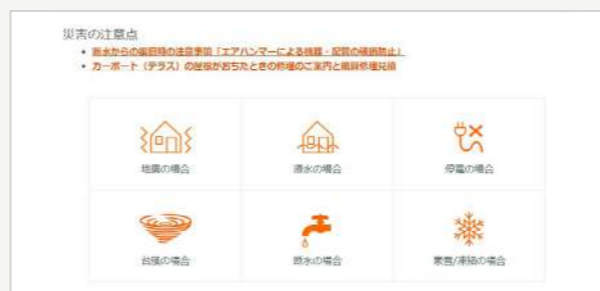 災害の注意点
断水からの復旧時の注意事項「エアハンマーによる機器・配管の破損防止」
カーポート（テラス）の屋根がおちたときの修理のご案内と概算修理見積
地震の場合
浸水の場合
停電の場合
台風の場合
断水の場合
寒雪/凍結の場合